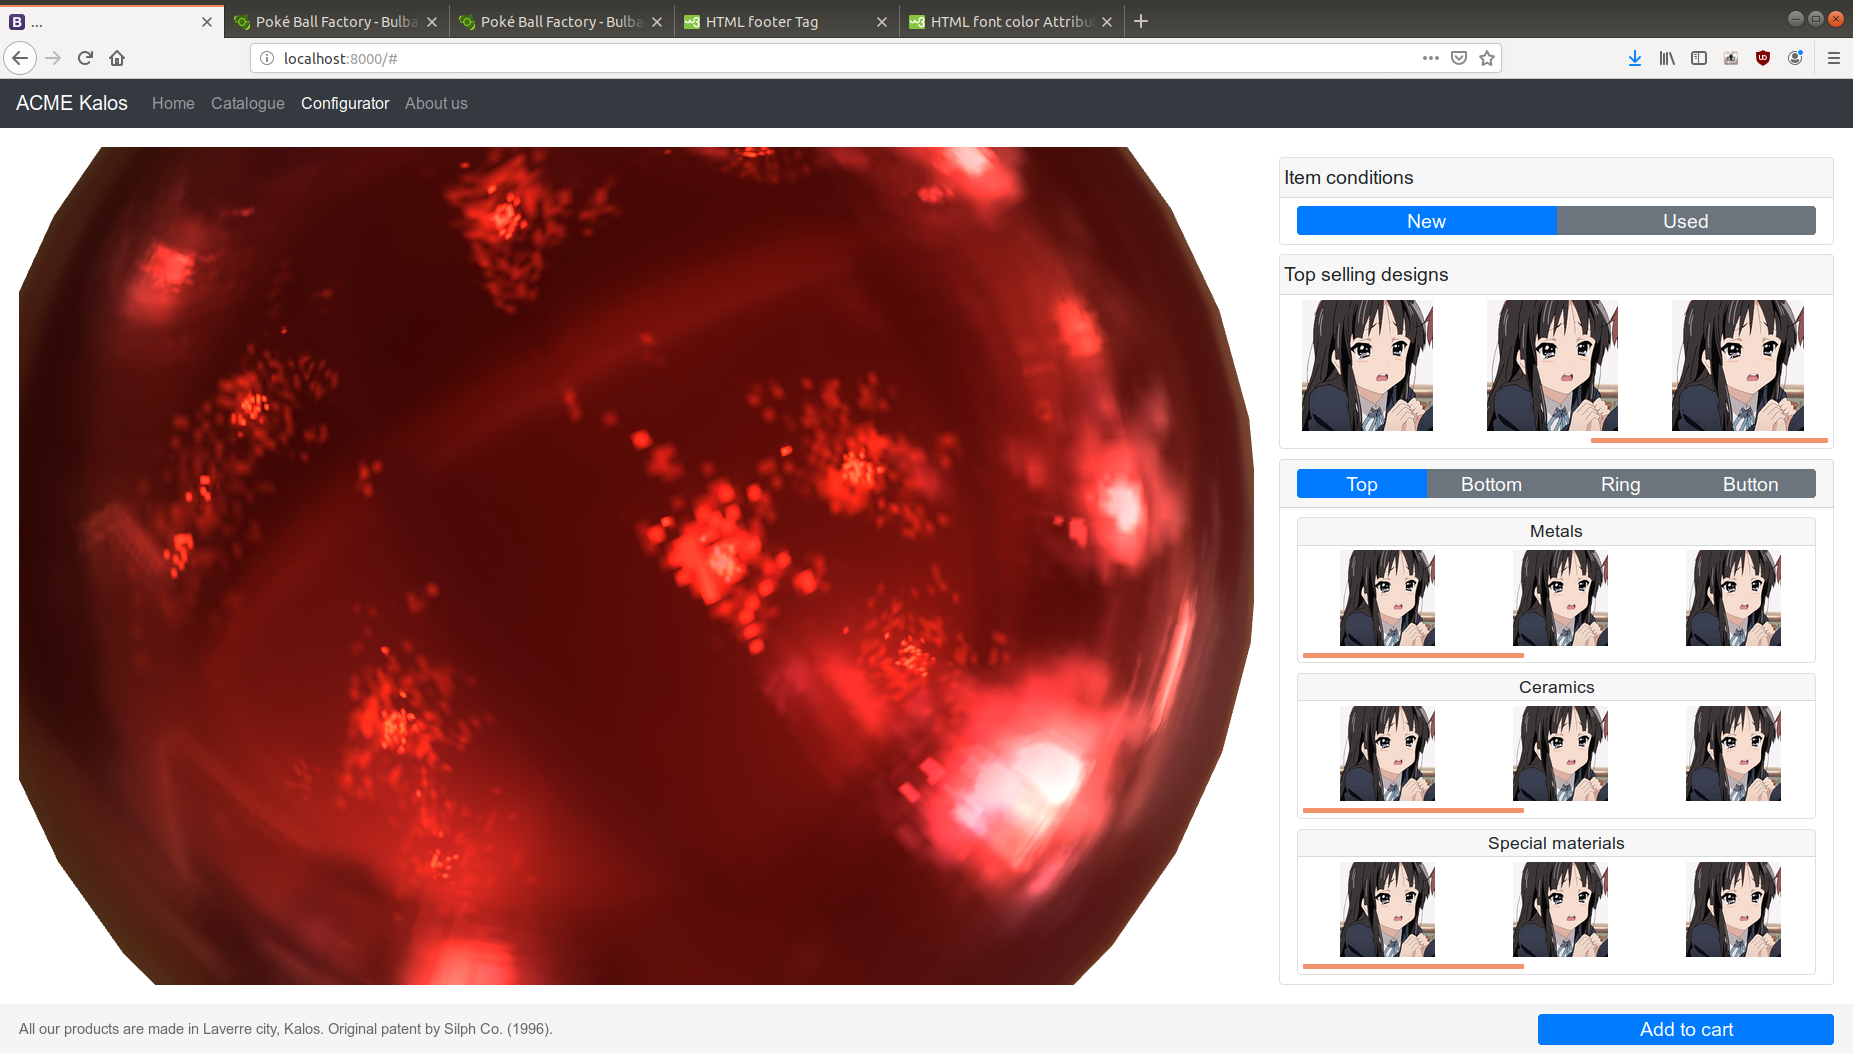 ...
Poké Ball Factory - Bulba
Poké Ball Factory - Bulba
HTML footer Tag
HTML font color Attribu
localhost:8000/#
ACME Kalos Home Catalogue Configurator About us
Item conditions
New Used
Top selling designs
Top Bottom Ring Button
Metals
Ceramics
Special materials
All our products are made in Laverre city, Kalos. Original patent by Silph Co. (1996).
Add to cart